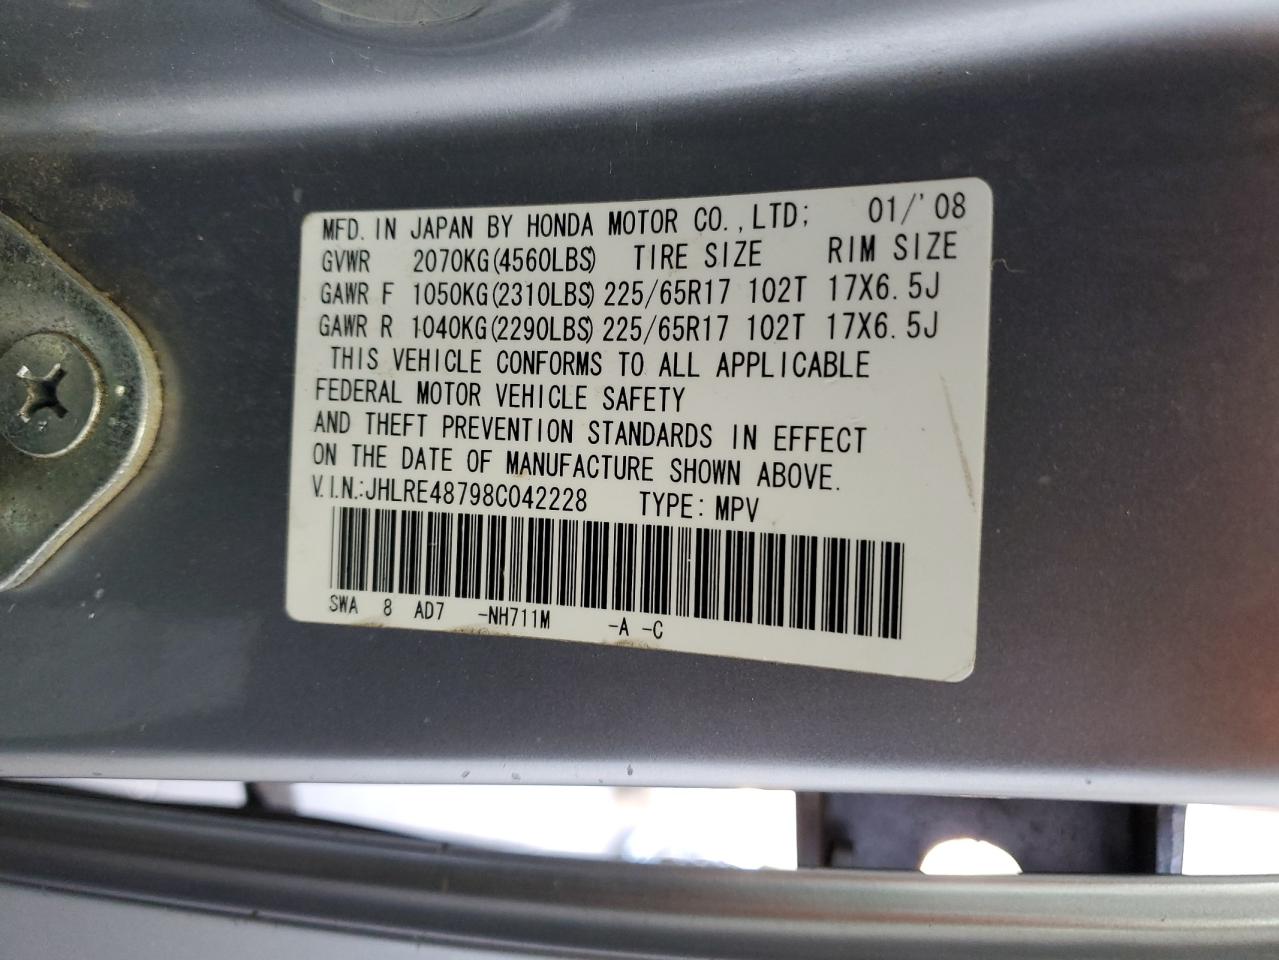 MFD. IN JAPAN BY HONDA MOTOR CO.,LTD; 01/'08
GVWR 2070KG(4560LBS) TIRE SIZE RIM SIZE
GAWR F 1050KG(2310LBS) 225/65R17 102T 17X6.5J
GAWR R 1040KG(2290LBS) 225/65R17 102T 17X6.5J
THIS VEHICLE CONFORMS TO ALL APPLICABLE
FEDERAL MOTOR VEHICLE SAFETY
AND THEFT PREVENTION STANDARDS IN EFFECT
ON THE DATE OF MANUFACTURE SHOWN ABOVE.
V.I.N.:JHLRE48798C042228 TYPE: MPV
SWA 8 AD7 -NH711M -A -C